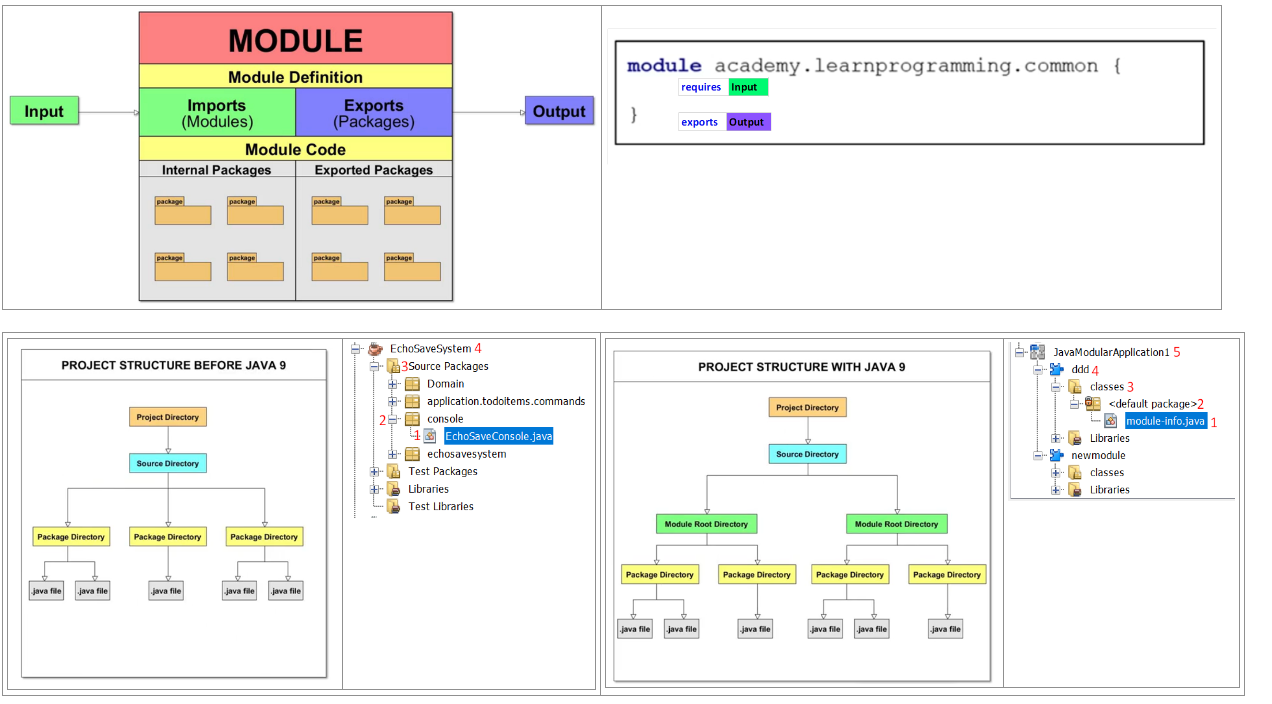 MODULE
Module Definition
Input
Imports
(Modules)
Exports
(Packages)
Output
Module Code
Internal Packages
Exported Packages
package
package
package
package
package
package
package
package
module academy.learnprogramming.common {
requires Input
}
exports Output
PROJECT STRUCTURE BEFORE JAVA 9
Project Directory
Source Directory
Package Directory
Package Directory
Package Directory
.java file
.java file
.java file
.java file
.java file
EchoSaveSystem 4
3 Source Packages
Domain
application.todoitems.commands
2 console
1 EchoSaveConsole.java
echosavesystem
Test Packages
Libraries
Test Libraries
PROJECT STRUCTURE WITH JAVA 9
Project Directory
Source Directory
Module Root Directory
Module Root Directory
Package Directory
Package Directory
Package Directory
Package Directory
.java file
.java file
.java file
.java file
.java file
.java file
JavaModularApplication1 5
ddd 4
classes 3
<default package> 2
module-info.java 1
Libraries
newmodule
classes
Libraries